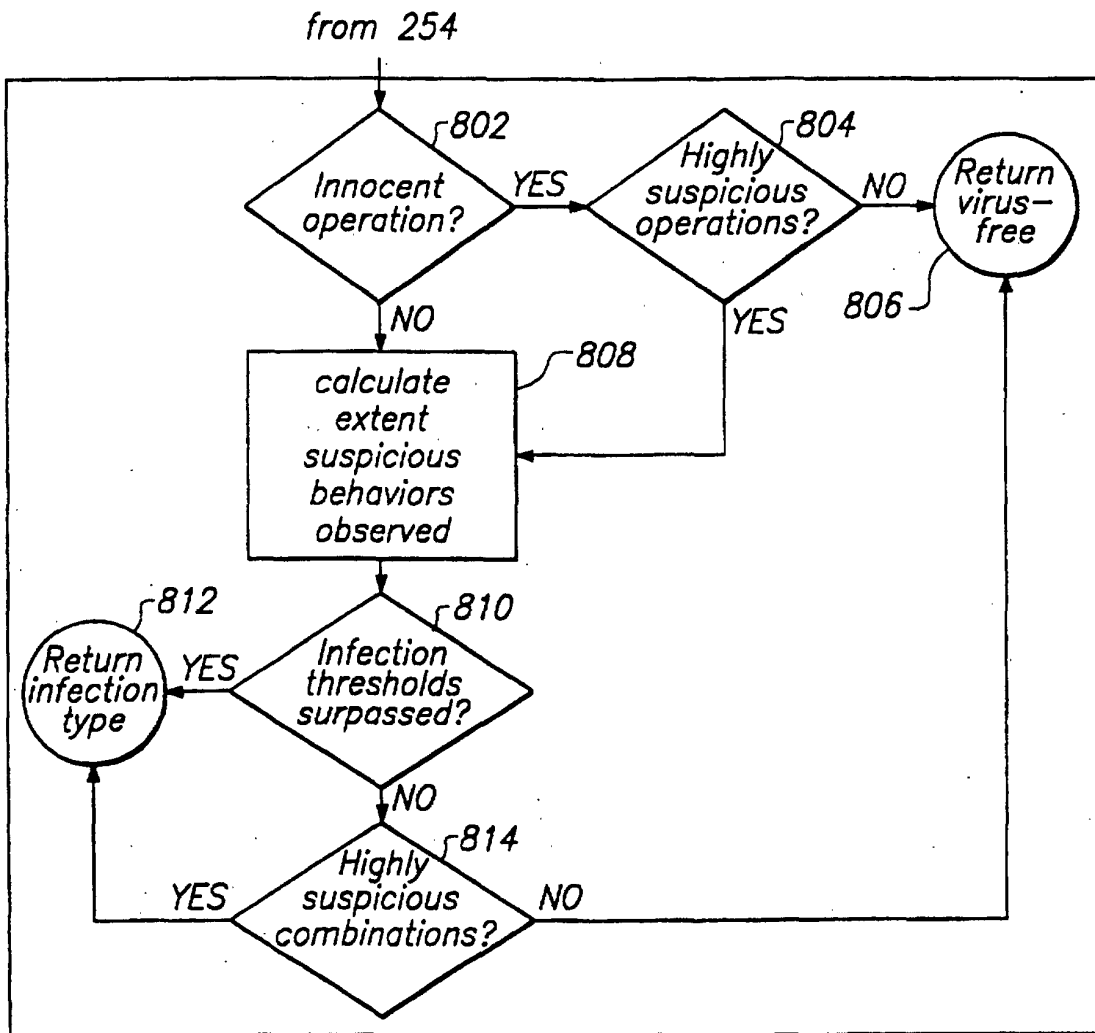 from 254
802
Innocent
operation?
YES
804
Highly
suspicious
operations?
NO
Return
virus-
free
806
NO
YES
808
calculate
extent
suspicious
behaviors
observed
812
Return
infection
type
YES
810
Infection
thresholds
surpassed?
NO
814
Highly
suspicious
combinations?
YES
NO